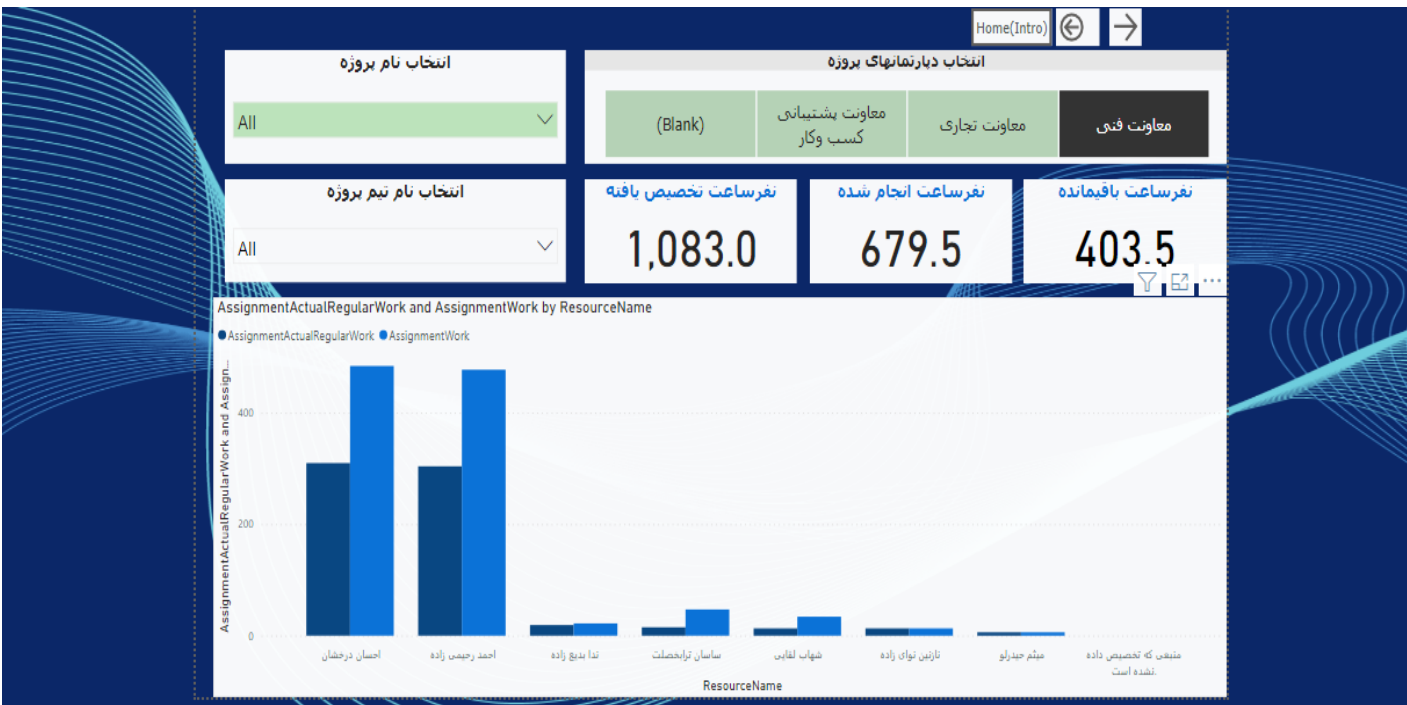 Home(Intro)
انتخاب نام پروژه
انتخاب دپارتمانهای پروژه
All
(Blank)
معاونت پشتیبانی
کسب وکار
معاونت تجاری
معاونت فنی
انتخاب نام تیم پروژه
All
نفرساعت تخصیص یافته
1,083.0
نفرساعت انجام شده
679.5
نفرساعت باقیمانده
403.5
AssignmentActualRegularWork and AssignmentWork by ResourceName
AssignmentActualRegularWork AssignmentWork
AssignmentActualRegularWork and Assign...
400
200
0
احسان درخشان
احمد رحیمی زاده
ندا بدیع زاده
ساسان ترابخصلت
شهاب لقایی
نازنین نوای زاده
میثم حیدرلو
منبعی که تخصیص داده
نشده است.
ResourceName